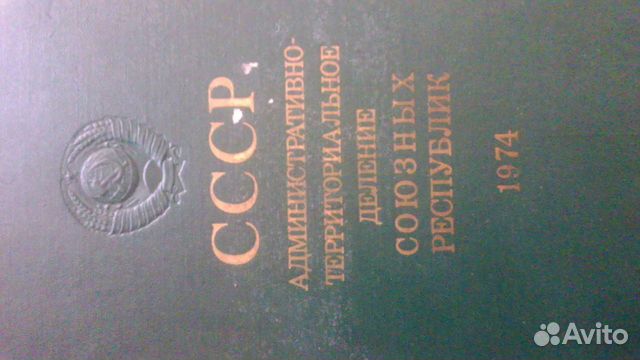 СССР
АДМИНИСТРАТИВНО-
ТЕРРИТОРИАЛЬНОЕ
ДЕЛЕНИЕ
СОЮЗНЫХ
РЕСПУБЛИК
1974
Avito